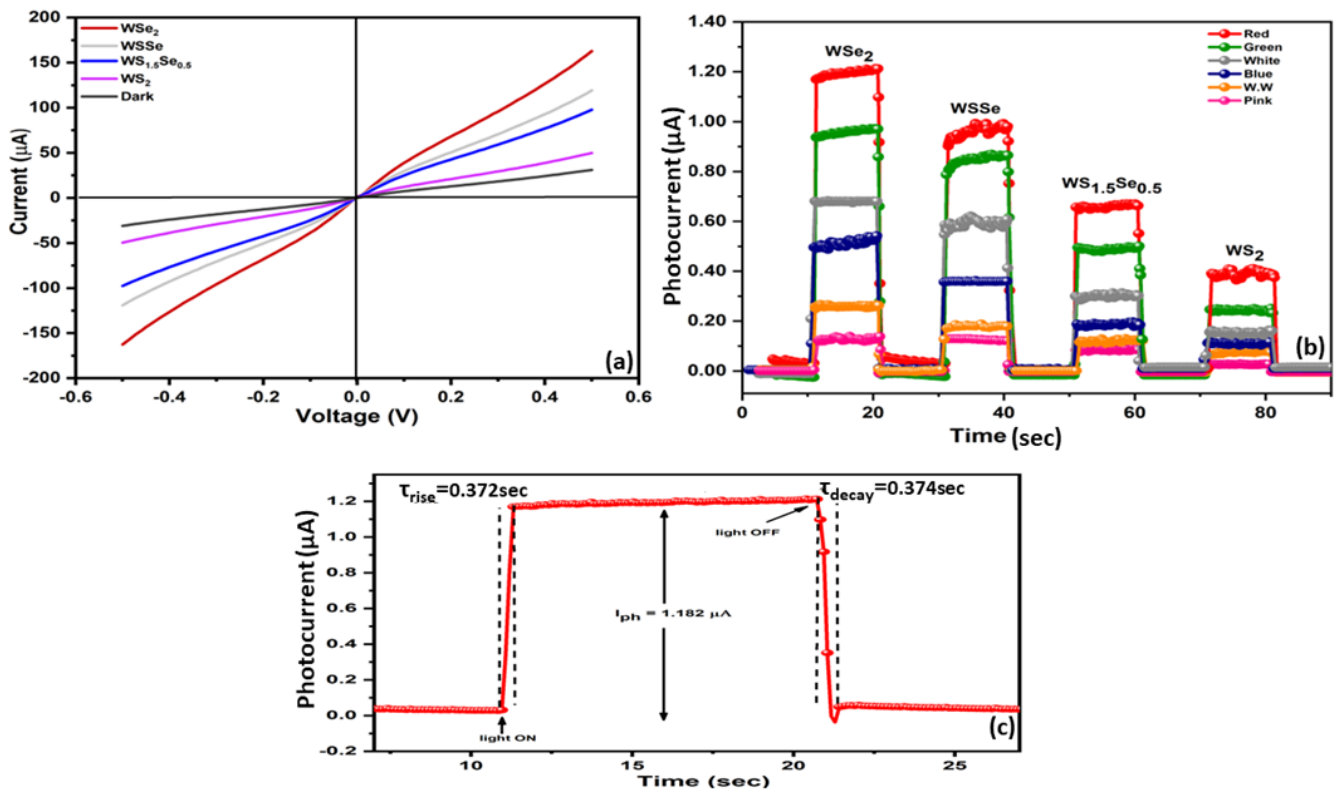 200
150
100
50
0
-50
-100
-150
-200
Current (μA)
WSe2
WSSe
WS1.5Se0.5
WS2
Dark
(a)
-0.6
-0.4
-0.2
0.0
0.2
0.4
0.6
Voltage (V)
1.40
1.20
1.00
0.80
0.60
0.40
0.20
0.00
Photocurrent (μA)
WSe2
WSSe
WS1.5Se0.5
WS2
Red
Green
White
Blue
W.W
Pink
(b)
0
20
40
60
80
Time (sec)
τrise=0.372sec
τdecay=0.374sec
1.2
1.0
0.8
0.6
0.4
0.2
0.0
-0.2
Photocurrent (μA)
light OFF
Iph = 1.182 μA
light ON
(c)
10
15
20
25
Time (sec)